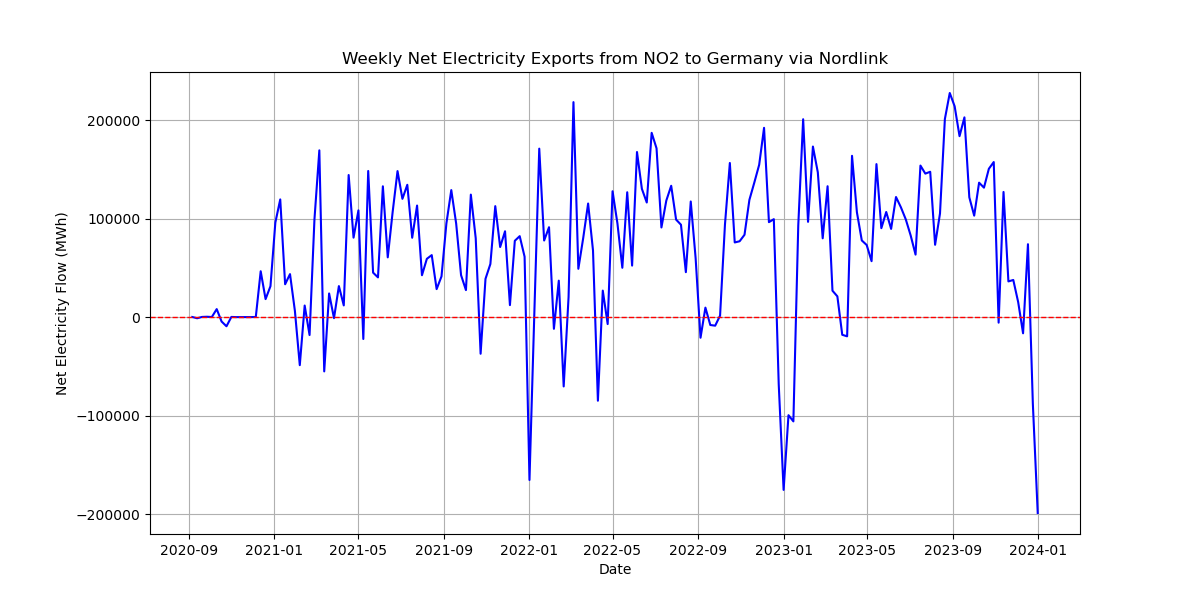 Weekly Net Electricity Exports from NO2 to Germany via Nordlink
Net Electricity Flow (MWh)
200000
100000
0
−100000
−200000
2020-09 2021-01 2021-05 2021-09 2022-01 2022-05 2022-09 2023-01 2023-05 2023-09 2024-01
Date